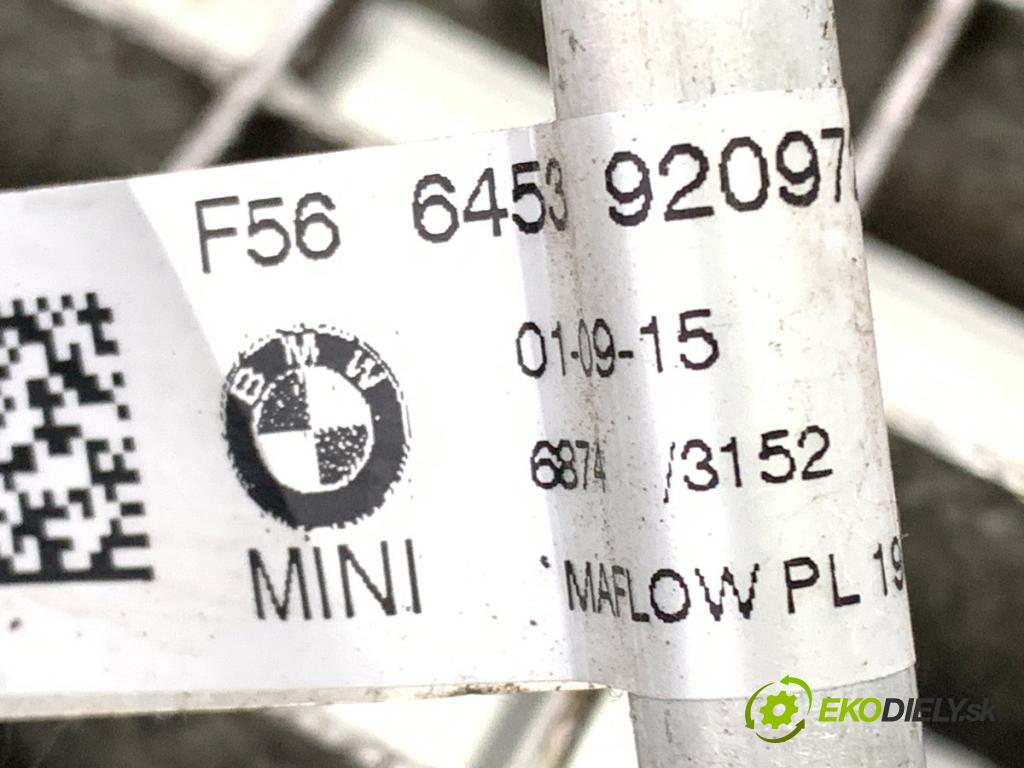 F56 6453 92097
01-09-15
BMW
6874 /3152
MINI
MAFLOW PL 19
EKODIELY.sk